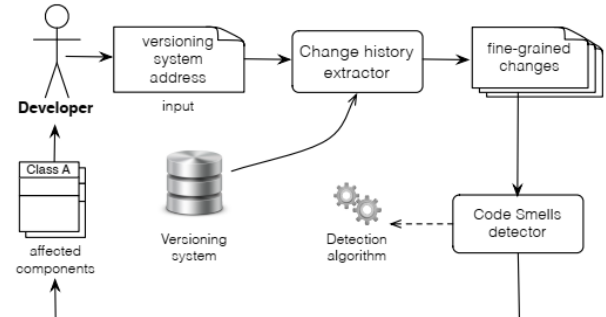 versioning
system
address
Change history
extractor
fine-grained
changes
Developer
input
Class A
affected
components
Versioning
system
Detection
algorithm
Code Smells
detector